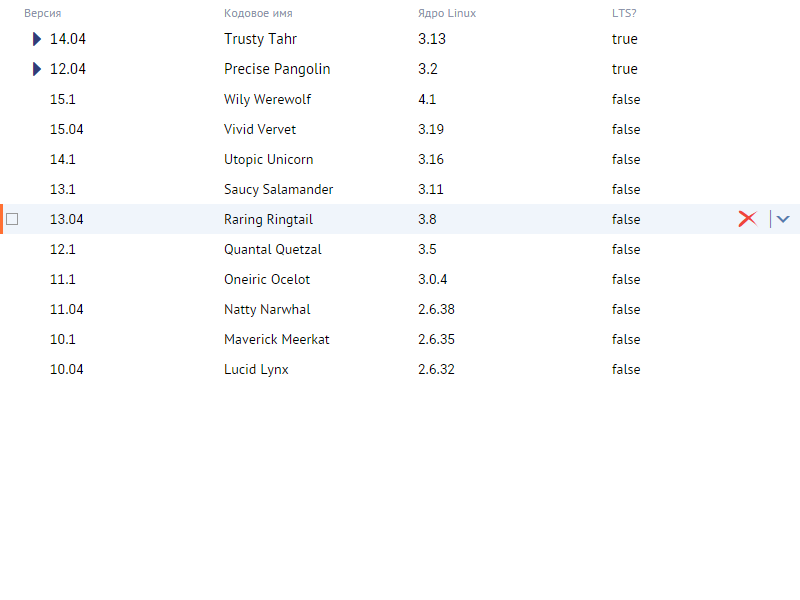 Версия Кодовое имя Ядро Linux LTS?
14.04 Trusty Tahr 3.13 true
12.04 Precise Pangolin 3.2 true
15.1 Wily Werewolf 4.1 false
15.04 Vivid Vervet 3.19 false
14.1 Utopic Unicorn 3.16 false
13.1 Saucy Salamander 3.11 false
13.04 Raring Ringtail 3.8 false
12.1 Quantal Quetzal 3.5 false
11.1 Oneiric Ocelot 3.0.4 false
11.04 Natty Narwhal 2.6.38 false
10.1 Maverick Meerkat 2.6.35 false
10.04 Lucid Lynx 2.6.32 false